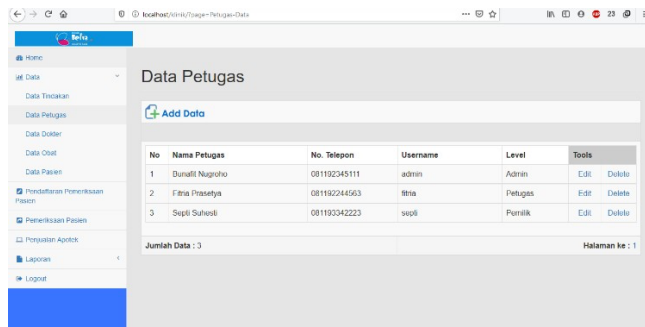 localhost/klinik/?page=Petugas-Data
23
Home
Data
Data Tindakan
Data Petugas
Data Dokter
Data Obat
Data Pasien
Pendaftaran Pemeriksaan
Pasien
Pemeriksaan Pasien
Penjualan Apotek
Laporan
Logout
Data Petugas
Add Data
No Nama Petugas No. Telepon Username Level Tools
1 Bunafit Nugroho 081192345111 admin Admin Edit Delete
2 Fitria Prasetya 081192244563 fitria Petugas Edit Delete
3 Septi Suhesti 081193342223 septi Pemilik Edit Delete
Jumlah Data : 3 Halaman ke : 1